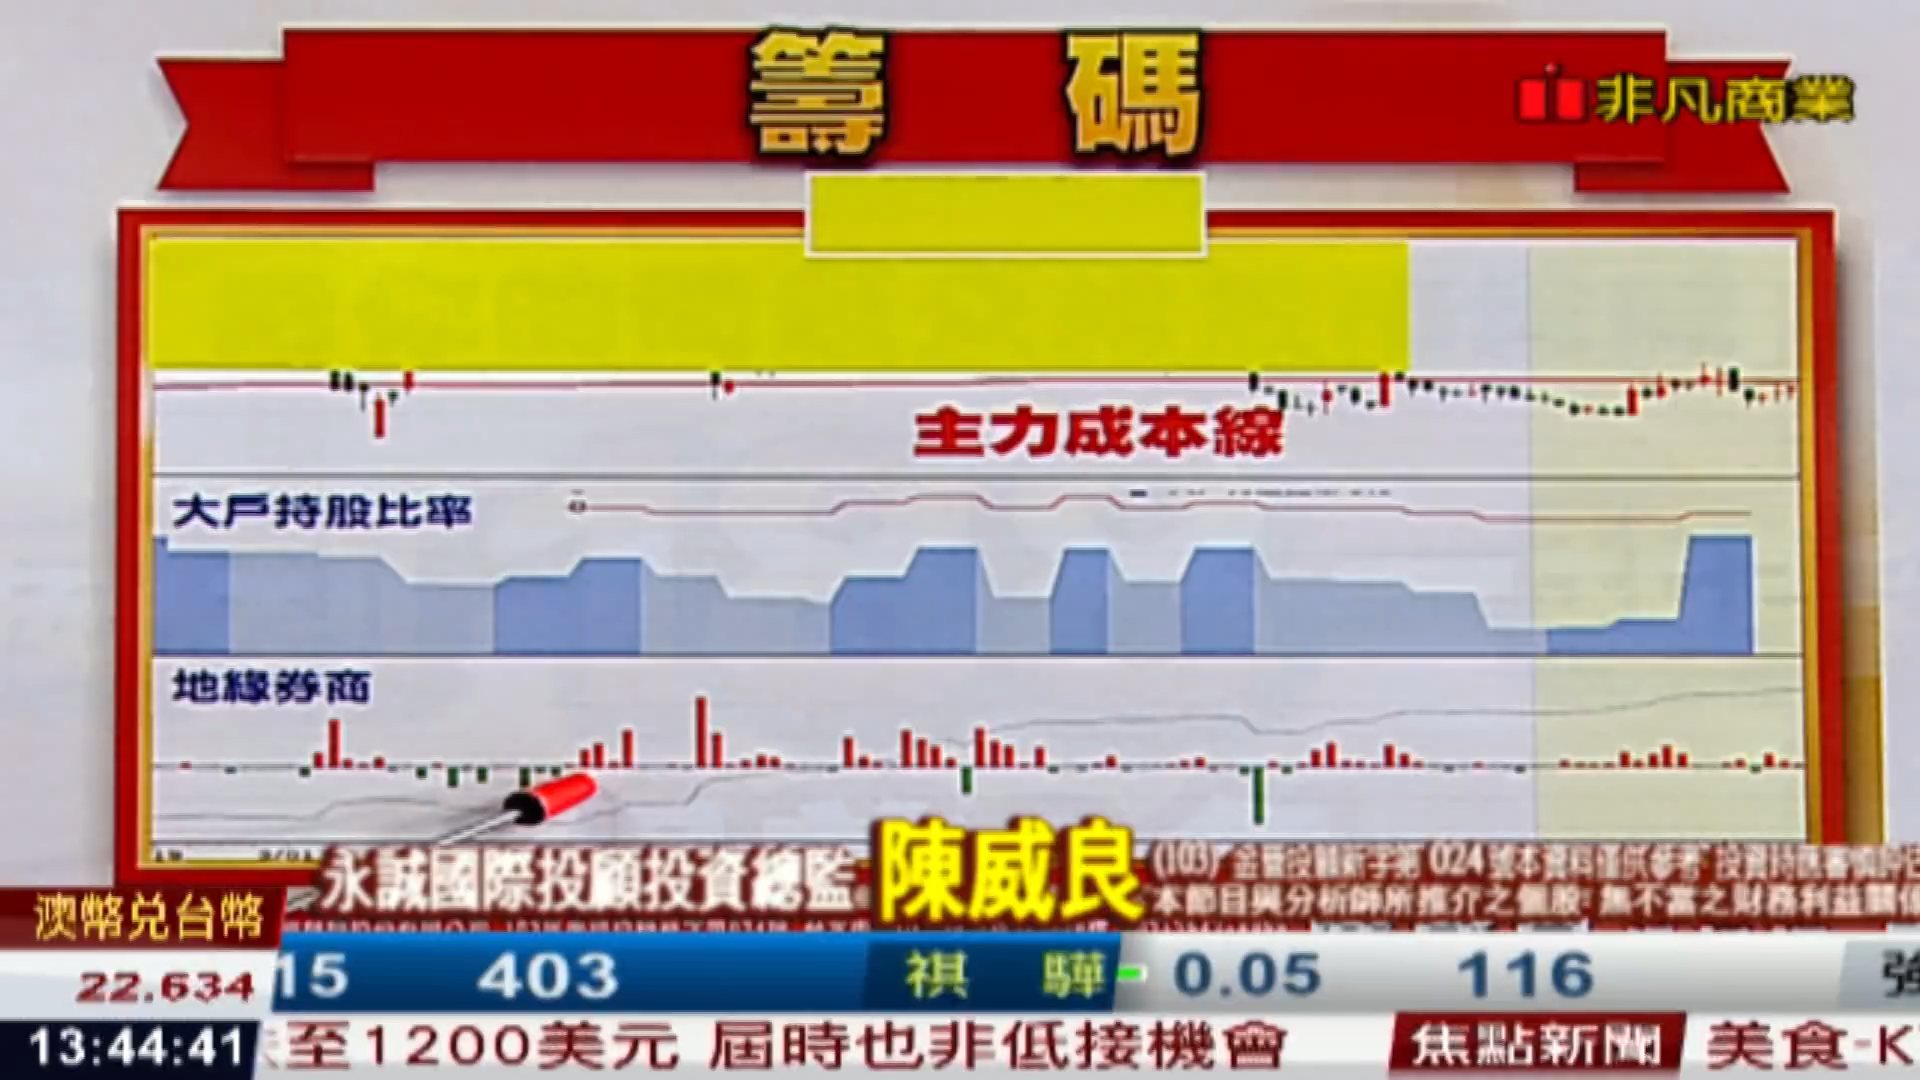 籌碼
非凡商業
主力成本線
大戶持股比率
地緣券商
永誠國際投顧投資總監 陳威良
本節目與分析師所推介之個股 無不當之財務利益關係
澳幣兌台幣
22.634
15 403 祺驊 0.05 116 強
13:44:41
至1200美元 屆時也非低接機會 焦點新聞 美食-K